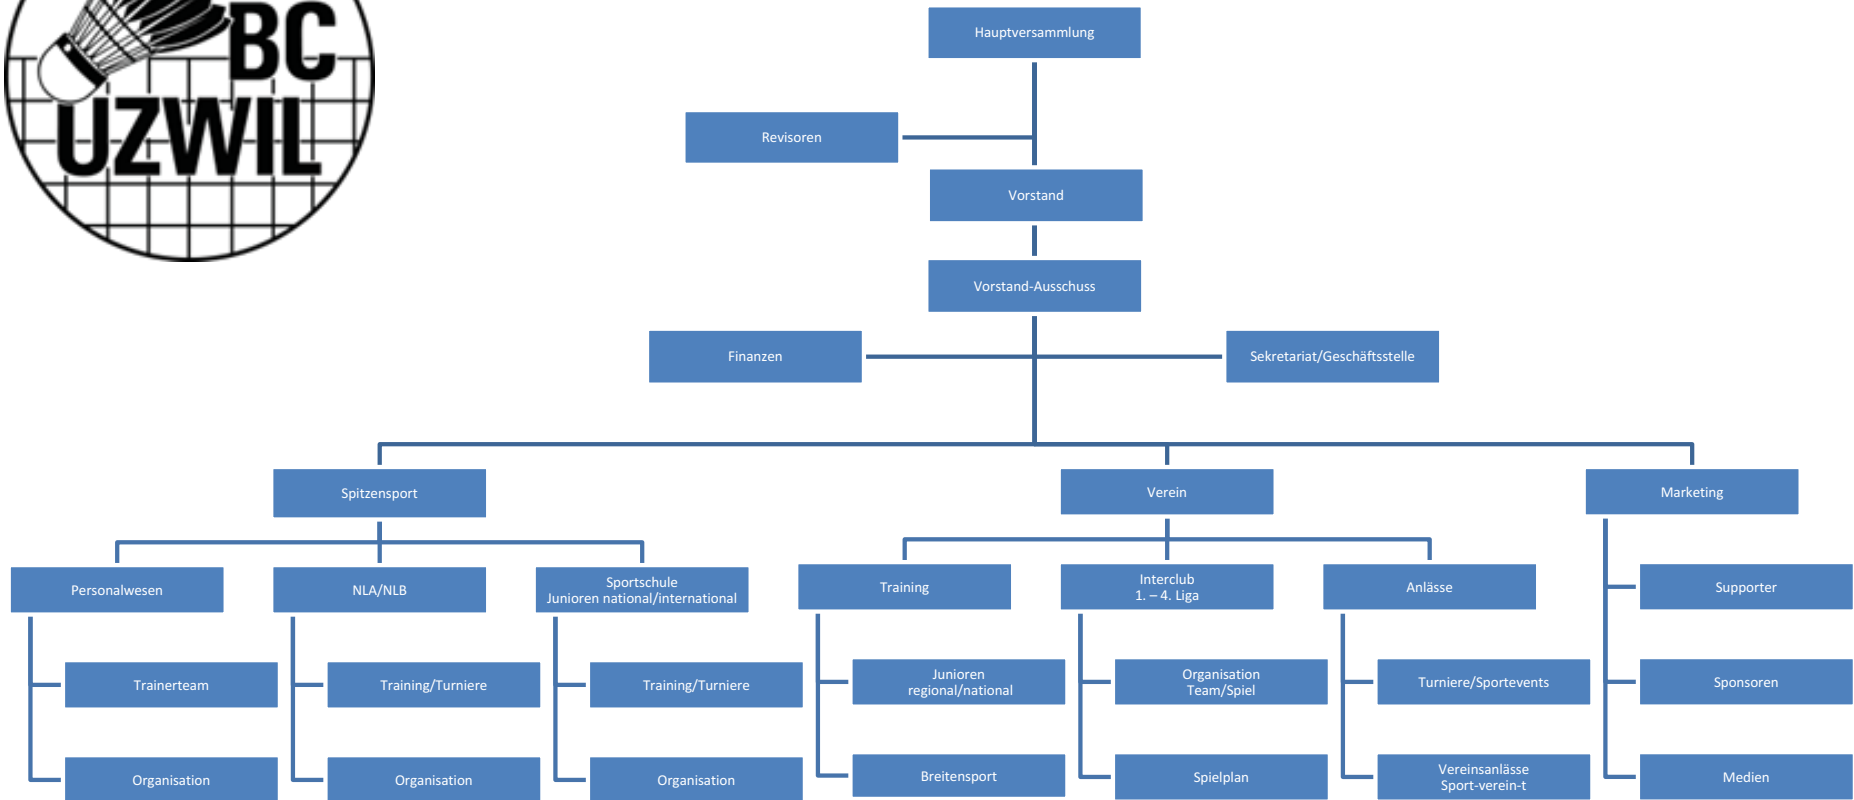 BC
UZWIL
Hauptversammlung
Revisoren
Vorstand
Vorstand-Ausschuss
Finanzen
Sekretariat/Geschäftsstelle
Spitzensport
Verein
Marketing
Personalwesen
NLA/NLB
Sportschule
Junioren national/international
Training
Interclub
1. – 4. Liga
Anlässe
Supporter
Trainerteam
Training/Turniere
Training/Turniere
Junioren
regional/national
Organisation
Team/Spiel
Turniere/Sportevents
Sponsoren
Organisation
Organisation
Organisation
Breitensport
Spielplan
Vereinsanlässe
Sport-verein-t
Medien